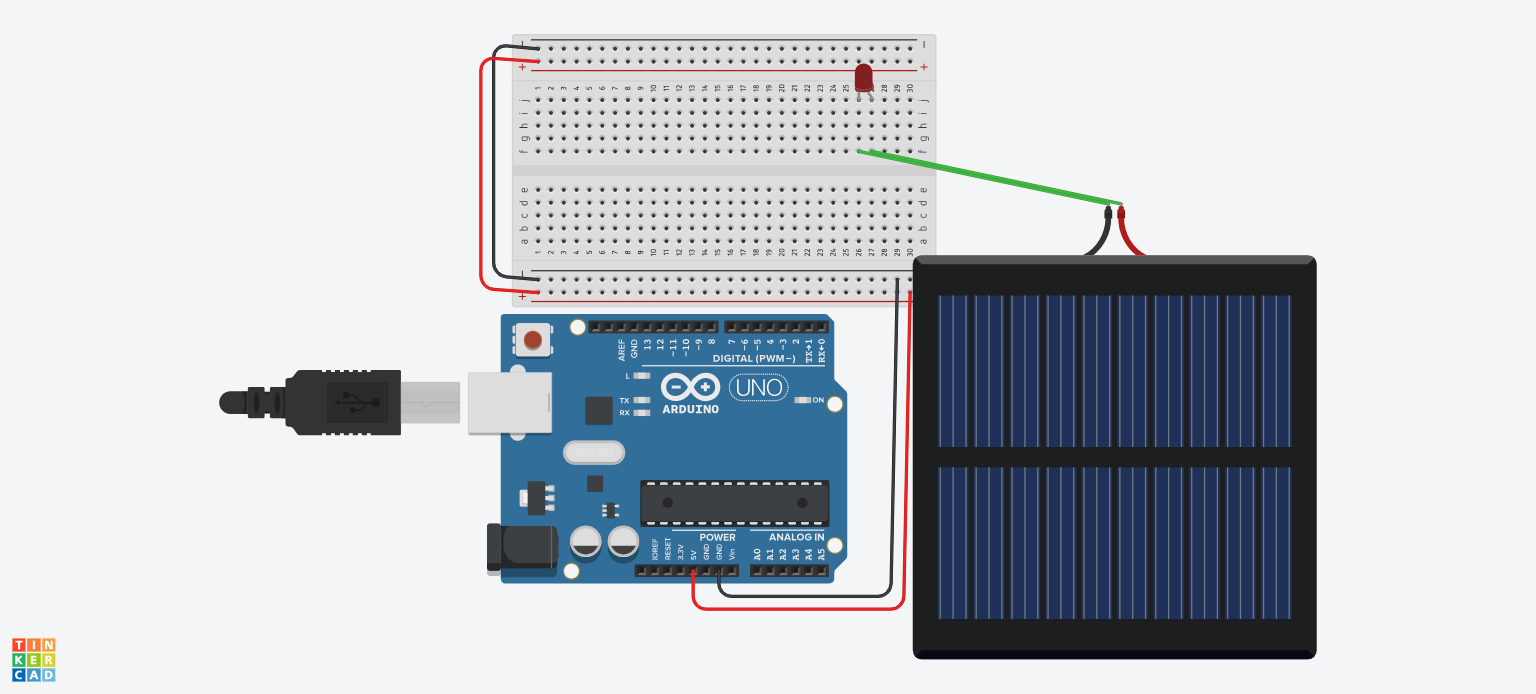 1 2 3 4 5 6 7 8 9 10 11 12 13 14 15 16 17 18 19 20 21 22 23 24 25 28 29 30
j j
i i
h h
g g
f f
e e
d d
c c
b b
a a
1 2 3 4 5 6 7 8 9 10 11 12 13 14 15 16 17 18 19 20 21 22 23 24 25 26 27 28 29 30
AREF GND 13 12 ~11 ~10 ~9 8 7 ~6 ~5 4 ~3 2 TX→1 RX←0
DIGITAL (PWM~)
L
TX
RX
ARDUINO
UNO
ON
POWER
ANALOG IN
IOREF RESET 3.3V 5V GND GND Vin A0 A1 A2 A3 A4 A5
TIN
KER
CAD